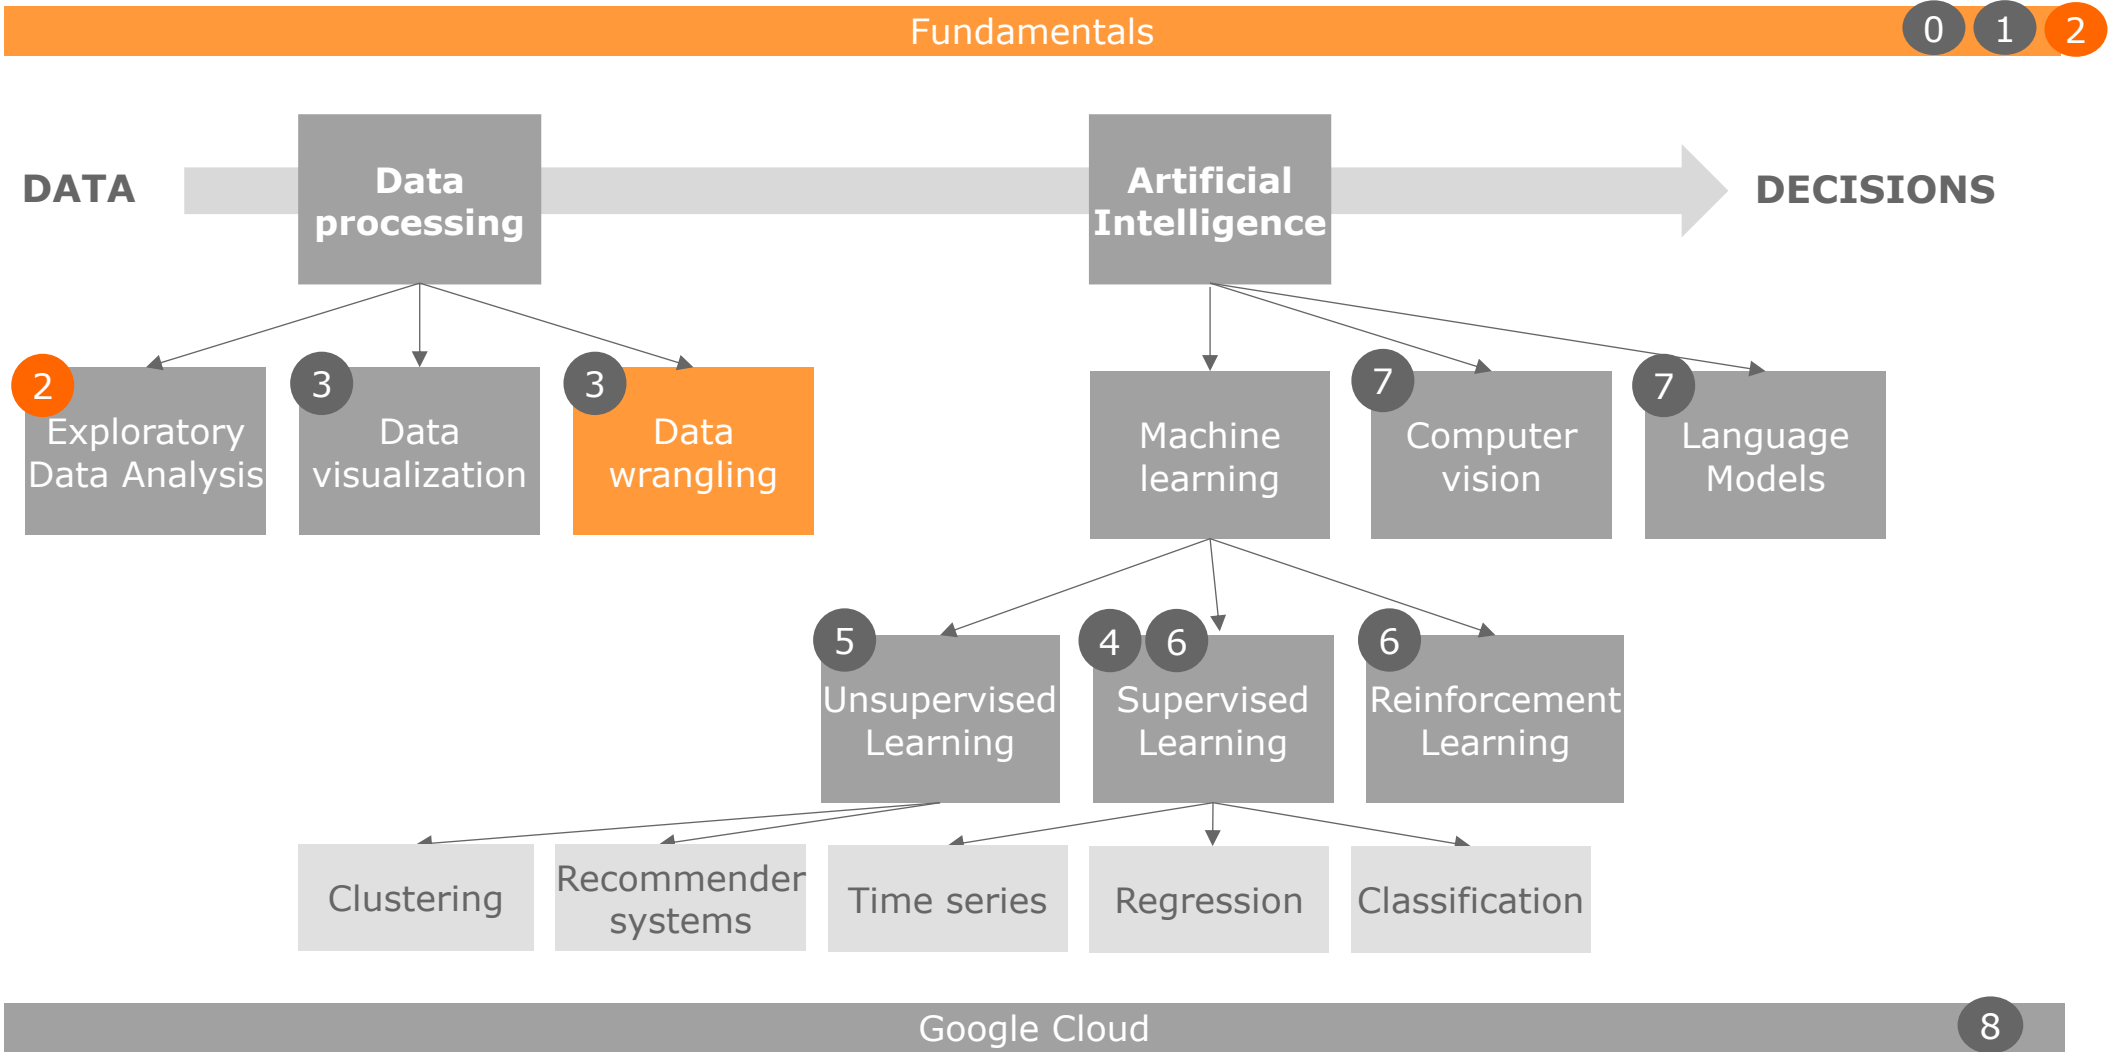 Fundamentals
0 1 2
DATA
Data
processing
Artificial
Intelligence
DECISIONS
2
Exploratory
Data Analysis
3
Data
visualization
3
Data
wrangling
Machine
learning
7
Computer
vision
7
Language
Models
5
Unsupervised
Learning
4 6
Supervised
Learning
6
Reinforcement
Learning
Clustering
Recommender
systems
Time series
Regression
Classification
Google Cloud
8